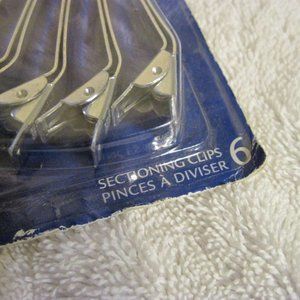 SECTIONING CLIPS
PINCES À DIVISER 6